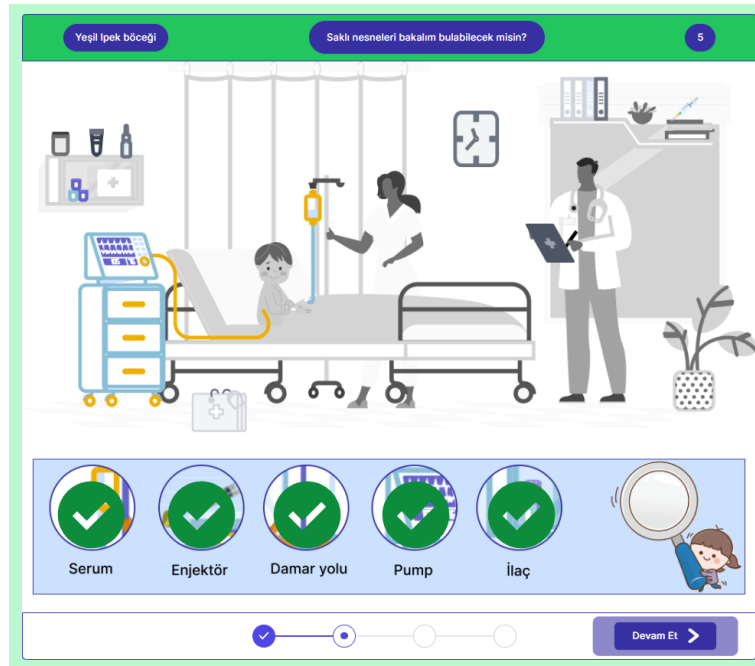 Yeşil Ipek böceği
Saklı nesneleri bakalım bulabilecek misin?
5
Serum
Enjektör
Damar yolu
Pump
İlaç
Devam Et